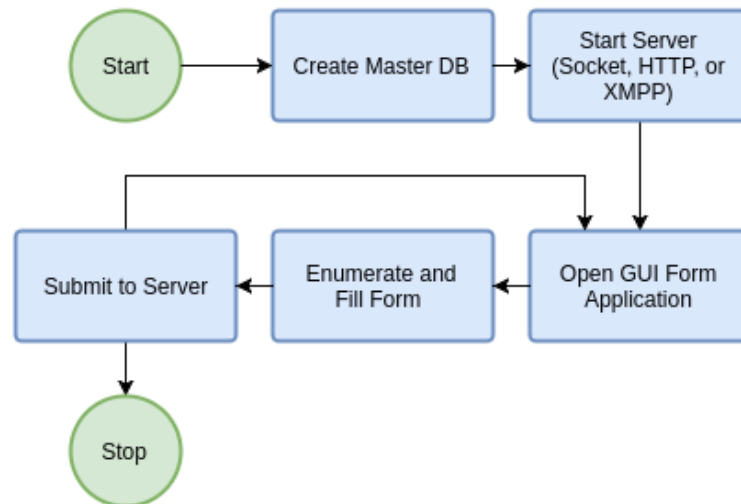 Start
Create Master DB
Start Server
(Socket, HTTP, or
XMPP)
Submit to Server
Enumerate and
Fill Form
Open GUI Form
Application
Stop